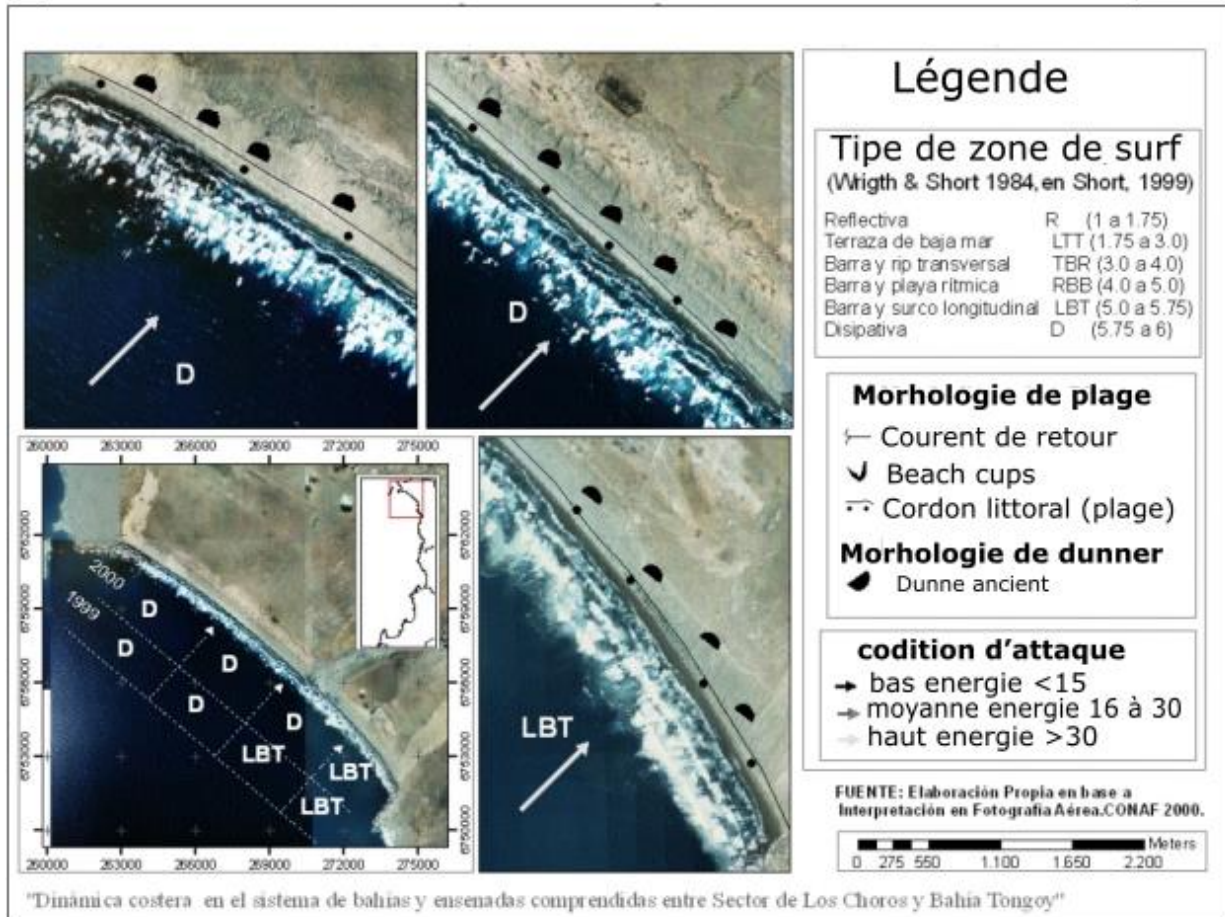 D
D
Légende
Tipe de zone de surf
(Wrigth & Short 1984, en Short, 1999)
Reflectiva R (1 a 1.75)
Terraza de baja mar LTT (1.75 a 3.0)
Barra y rip transversal TBR (3.0 a 4.0)
Barra y playa rítmica RBB (4.0 a 5.0)
Barra y surco longitudinal LBT (5.0 a 5.75)
Disipativa D (5.75 a 6)
Morhologie de plage
Courent de retour
Beach cups
Cordon littoral (plage)
Morhologie de dunner
Dunne ancient
codition d'attaque
bas energie <15
moyanne energie 16 à 30
haut energie >30
FUENTE: Elaboración Propia en base a
Interpretación en Fotografía Aérea.CONAF 2000.
0 275 550 1.100 1.650 2.200 Meters
260000 263000 266000 269000 272000 275000
6762000 6762000
6759000 6759000
6756000 6756000
6753000 6753000
6750000 6750000
2000
1999
D
D
D
D
D
LBT
LBT
LBT
260000 263000 266000 269000 272000 275000
LBT
"Dinámica costera en el sistema de bahías y ensenadas comprendidas entre Sector de Los Choros y Bahía Tongoy"